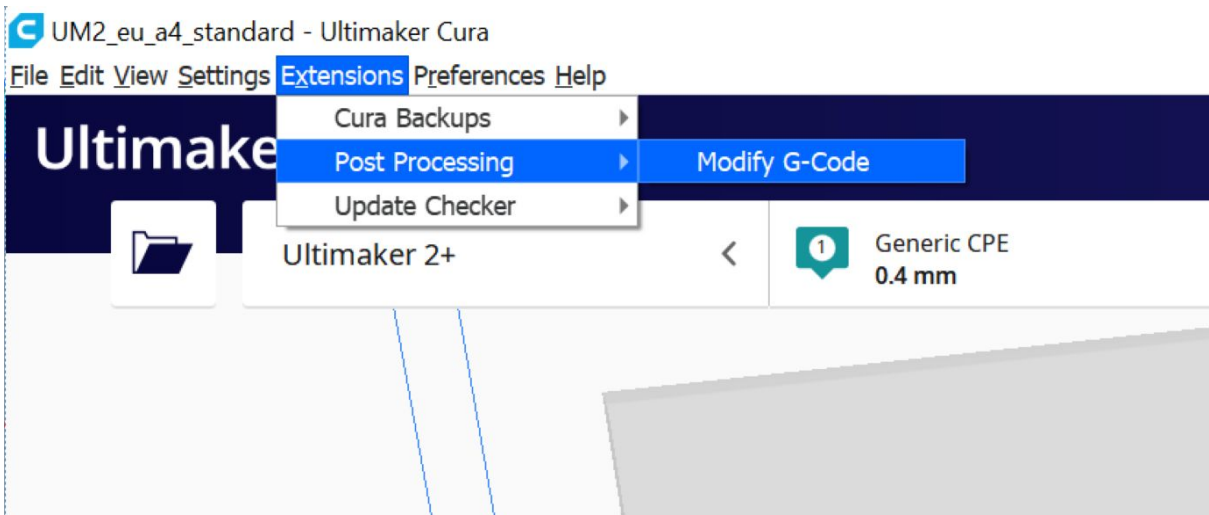 UM2_eu_a4_standard - Ultimaker Cura
File Edit View Settings Extensions Preferences Help
Cura Backups
Ultimake
Post Processing
Modify G-Code
Update Checker
Ultimaker 2+
1
Generic CPE
0.4 mm